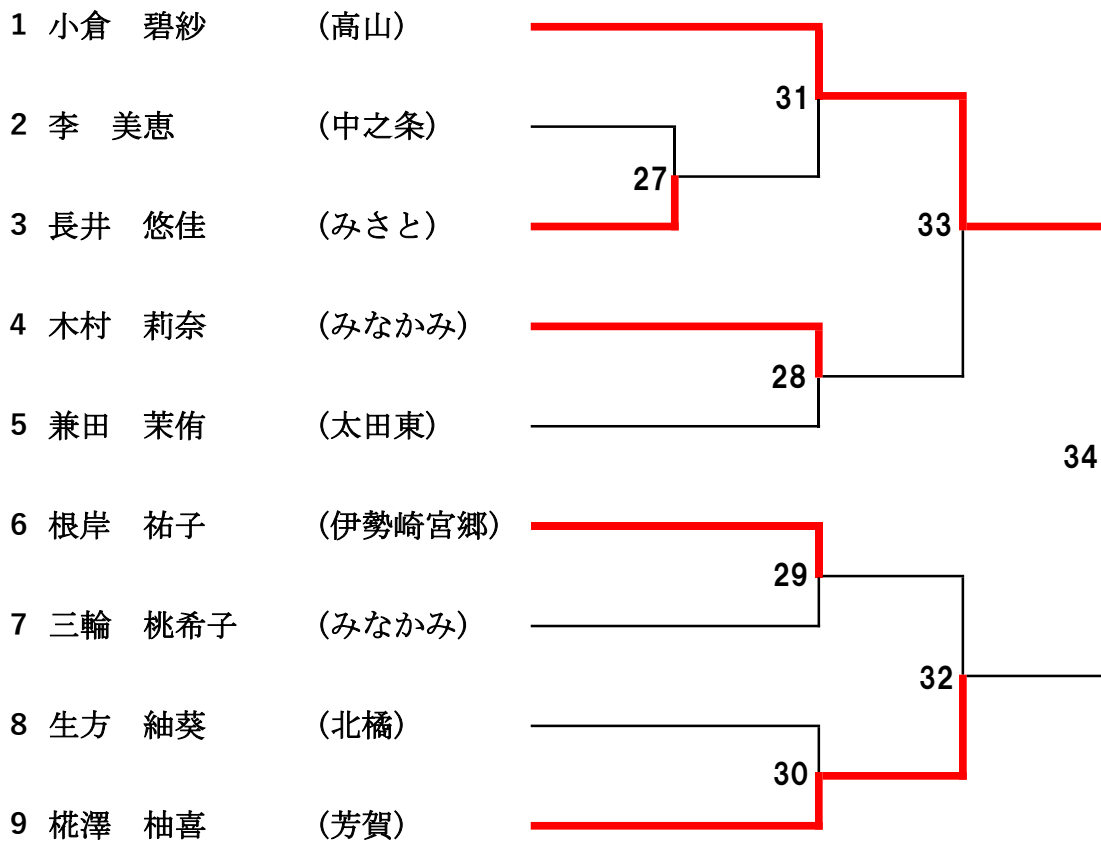 1 小倉　碧紗 (高山)
31
2 李　美恵 (中之条)
27
3 長井　悠佳 (みさと)
33
4 木村　莉奈 (みなかみ)
28
5 兼田　茉侑 (太田東)
34
6 根岸　祐子 (伊勢崎宮郷)
29
7 三輪　桃希子 (みなかみ)
32
8 生方　紬葵 (北橘)
30
9 椛澤　柚喜 (芳賀)